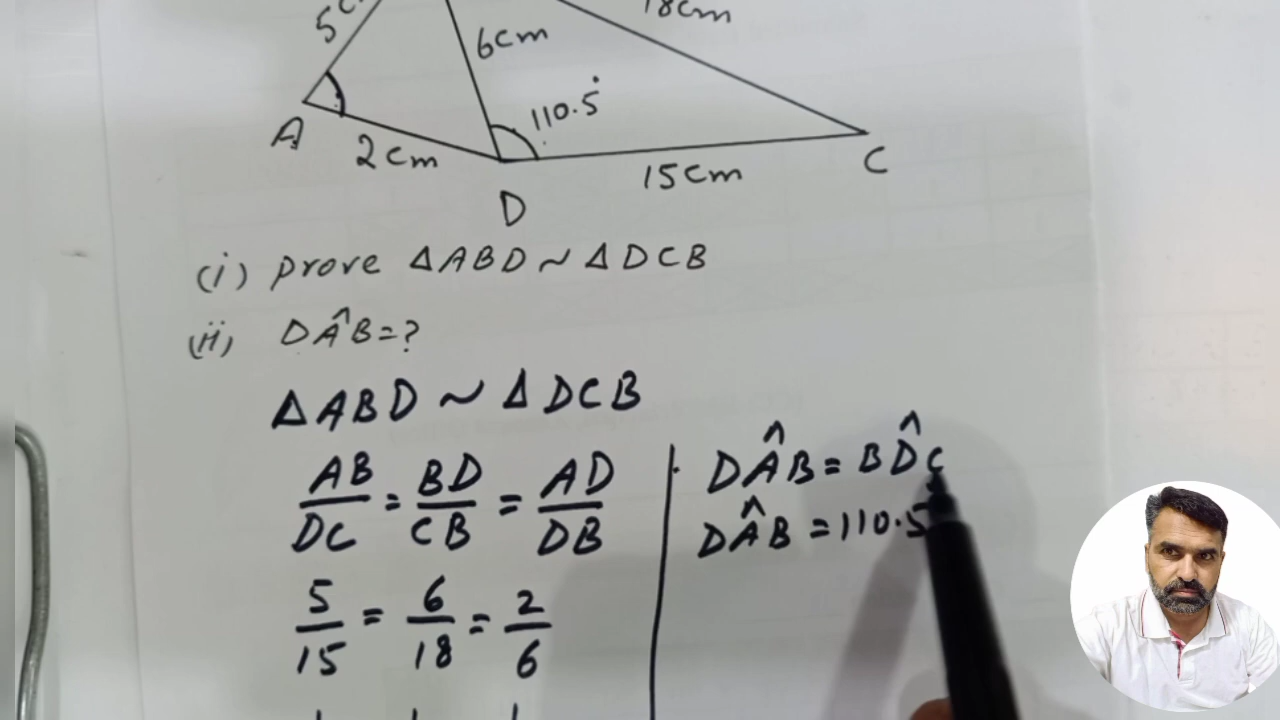 5cm
18cm
6cm
110.5°
A
2cm
C
15cm
D
(i) prove ΔABD ~ ΔDCB
(ii) DÂB=?
ΔABD ~ ΔDCB
AB/DC = BD/CB = AD/DB
DÂB = BD̂C
DÂB = 110.5
5/15 = 6/18 = 2/6